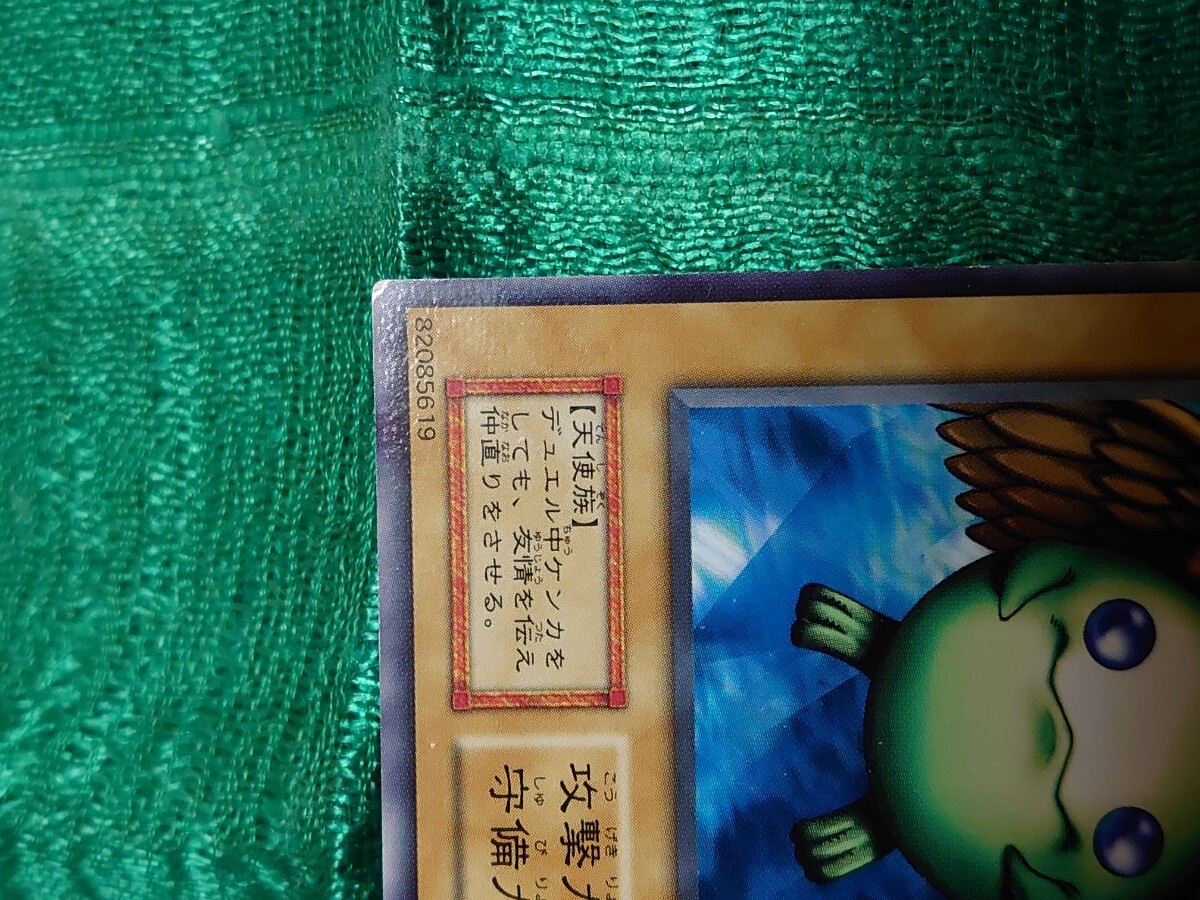 【天使族】
デュエル中ケンカを
しても、友情を伝え
仲直りをさせる。
攻撃力
守備
82085619